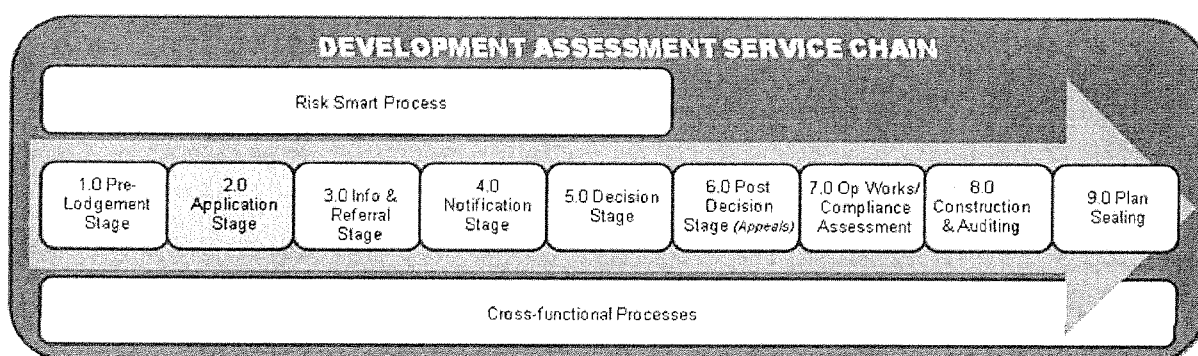 DEVELOPMENT ASSESSMENT SERVICE CHAIN
Risk Smart Process
1.0 Pre-
Lodgement
Stage
2.0
Application
Stage
3.0 Info &
Referral
Stage
4.0
Notification
Stage
5.0 Decision
Stage
6.0 Post
Decision
Stage (Appeals)
7.0 Op Works/
Compliance
Assessment
8.0
Construction
& Auditing
9.0 Plan
Sealing
Cross-functional Processes